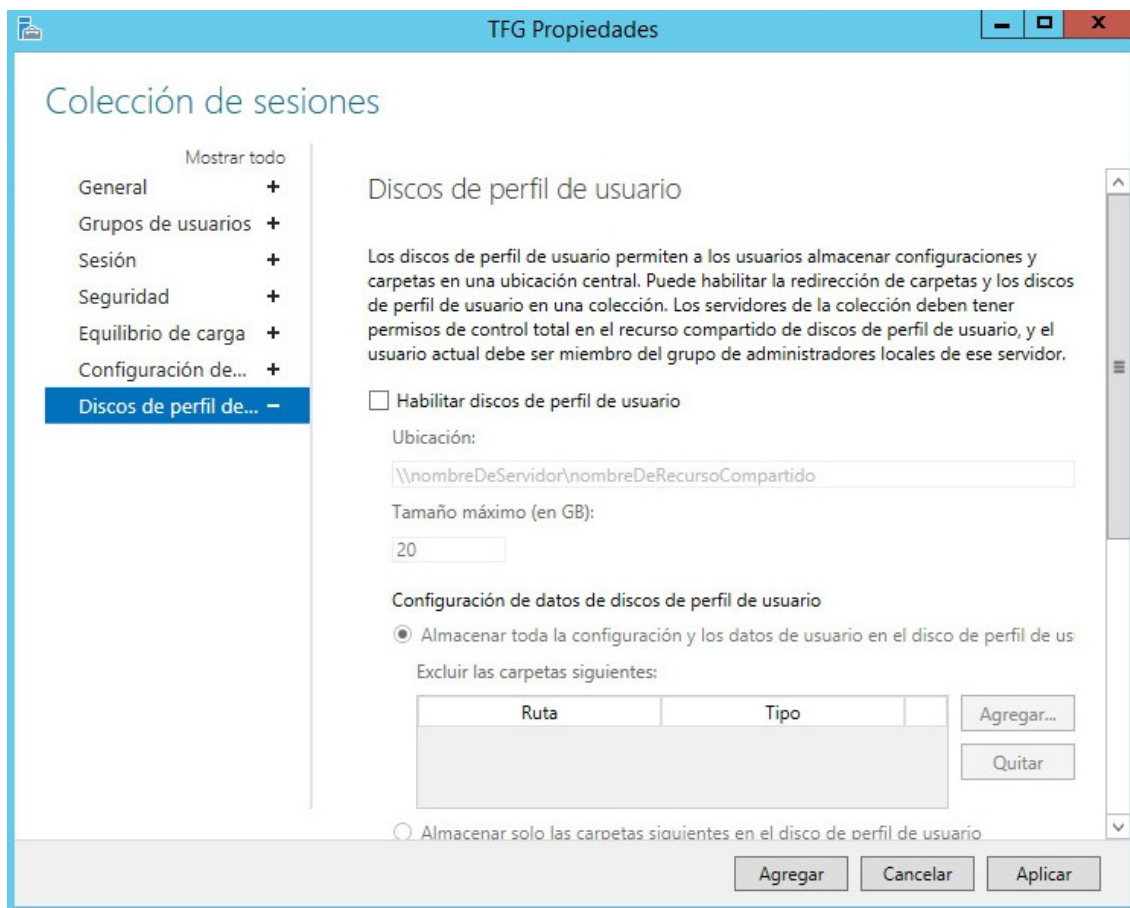 TFG Propiedades
Colección de sesiones
Mostrar todo
General +
Grupos de usuarios +
Sesión +
Seguridad +
Equilibrio de carga +
Configuración de... +
Discos de perfil de... –
Discos de perfil de usuario
Los discos de perfil de usuario permiten a los usuarios almacenar configuraciones y
carpetas en una ubicación central. Puede habilitar la redirección de carpetas y los discos
de perfil de usuario en una colección. Los servidores de la colección deben tener
permisos de control total en el recurso compartido de discos de perfil de usuario, y el
usuario actual debe ser miembro del grupo de administradores locales de ese servidor.
Habilitar discos de perfil de usuario
Ubicación:
\\nombreDeServidor\nombreDeRecursoCompartido
Tamaño máximo (en GB):
20
Configuración de datos de discos de perfil de usuario
Almacenar toda la configuración y los datos de usuario en el disco de perfil de us
Excluir las carpetas siguientes:
Ruta Tipo
Agregar...
Quitar
Almacenar solo las carpetas siguientes en el disco de perfil de usuario
Agregar Cancelar Aplicar